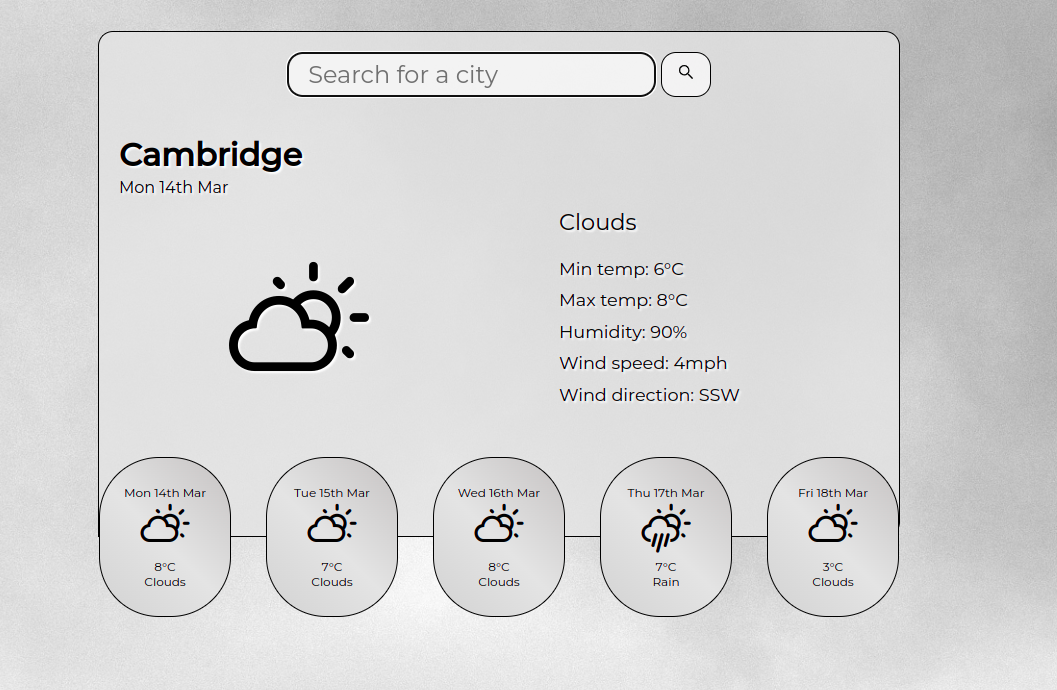 Search for a city
Cambridge
Mon 14th Mar
Clouds
Min temp: 6°C
Max temp: 8°C
Humidity: 90%
Wind speed: 4mph
Wind direction: SSW
Mon 14th Mar
8°C
Clouds
Tue 15th Mar
7°C
Clouds
Wed 16th Mar
8°C
Clouds
Thu 17th Mar
7°C
Rain
Fri 18th Mar
3°C
Clouds